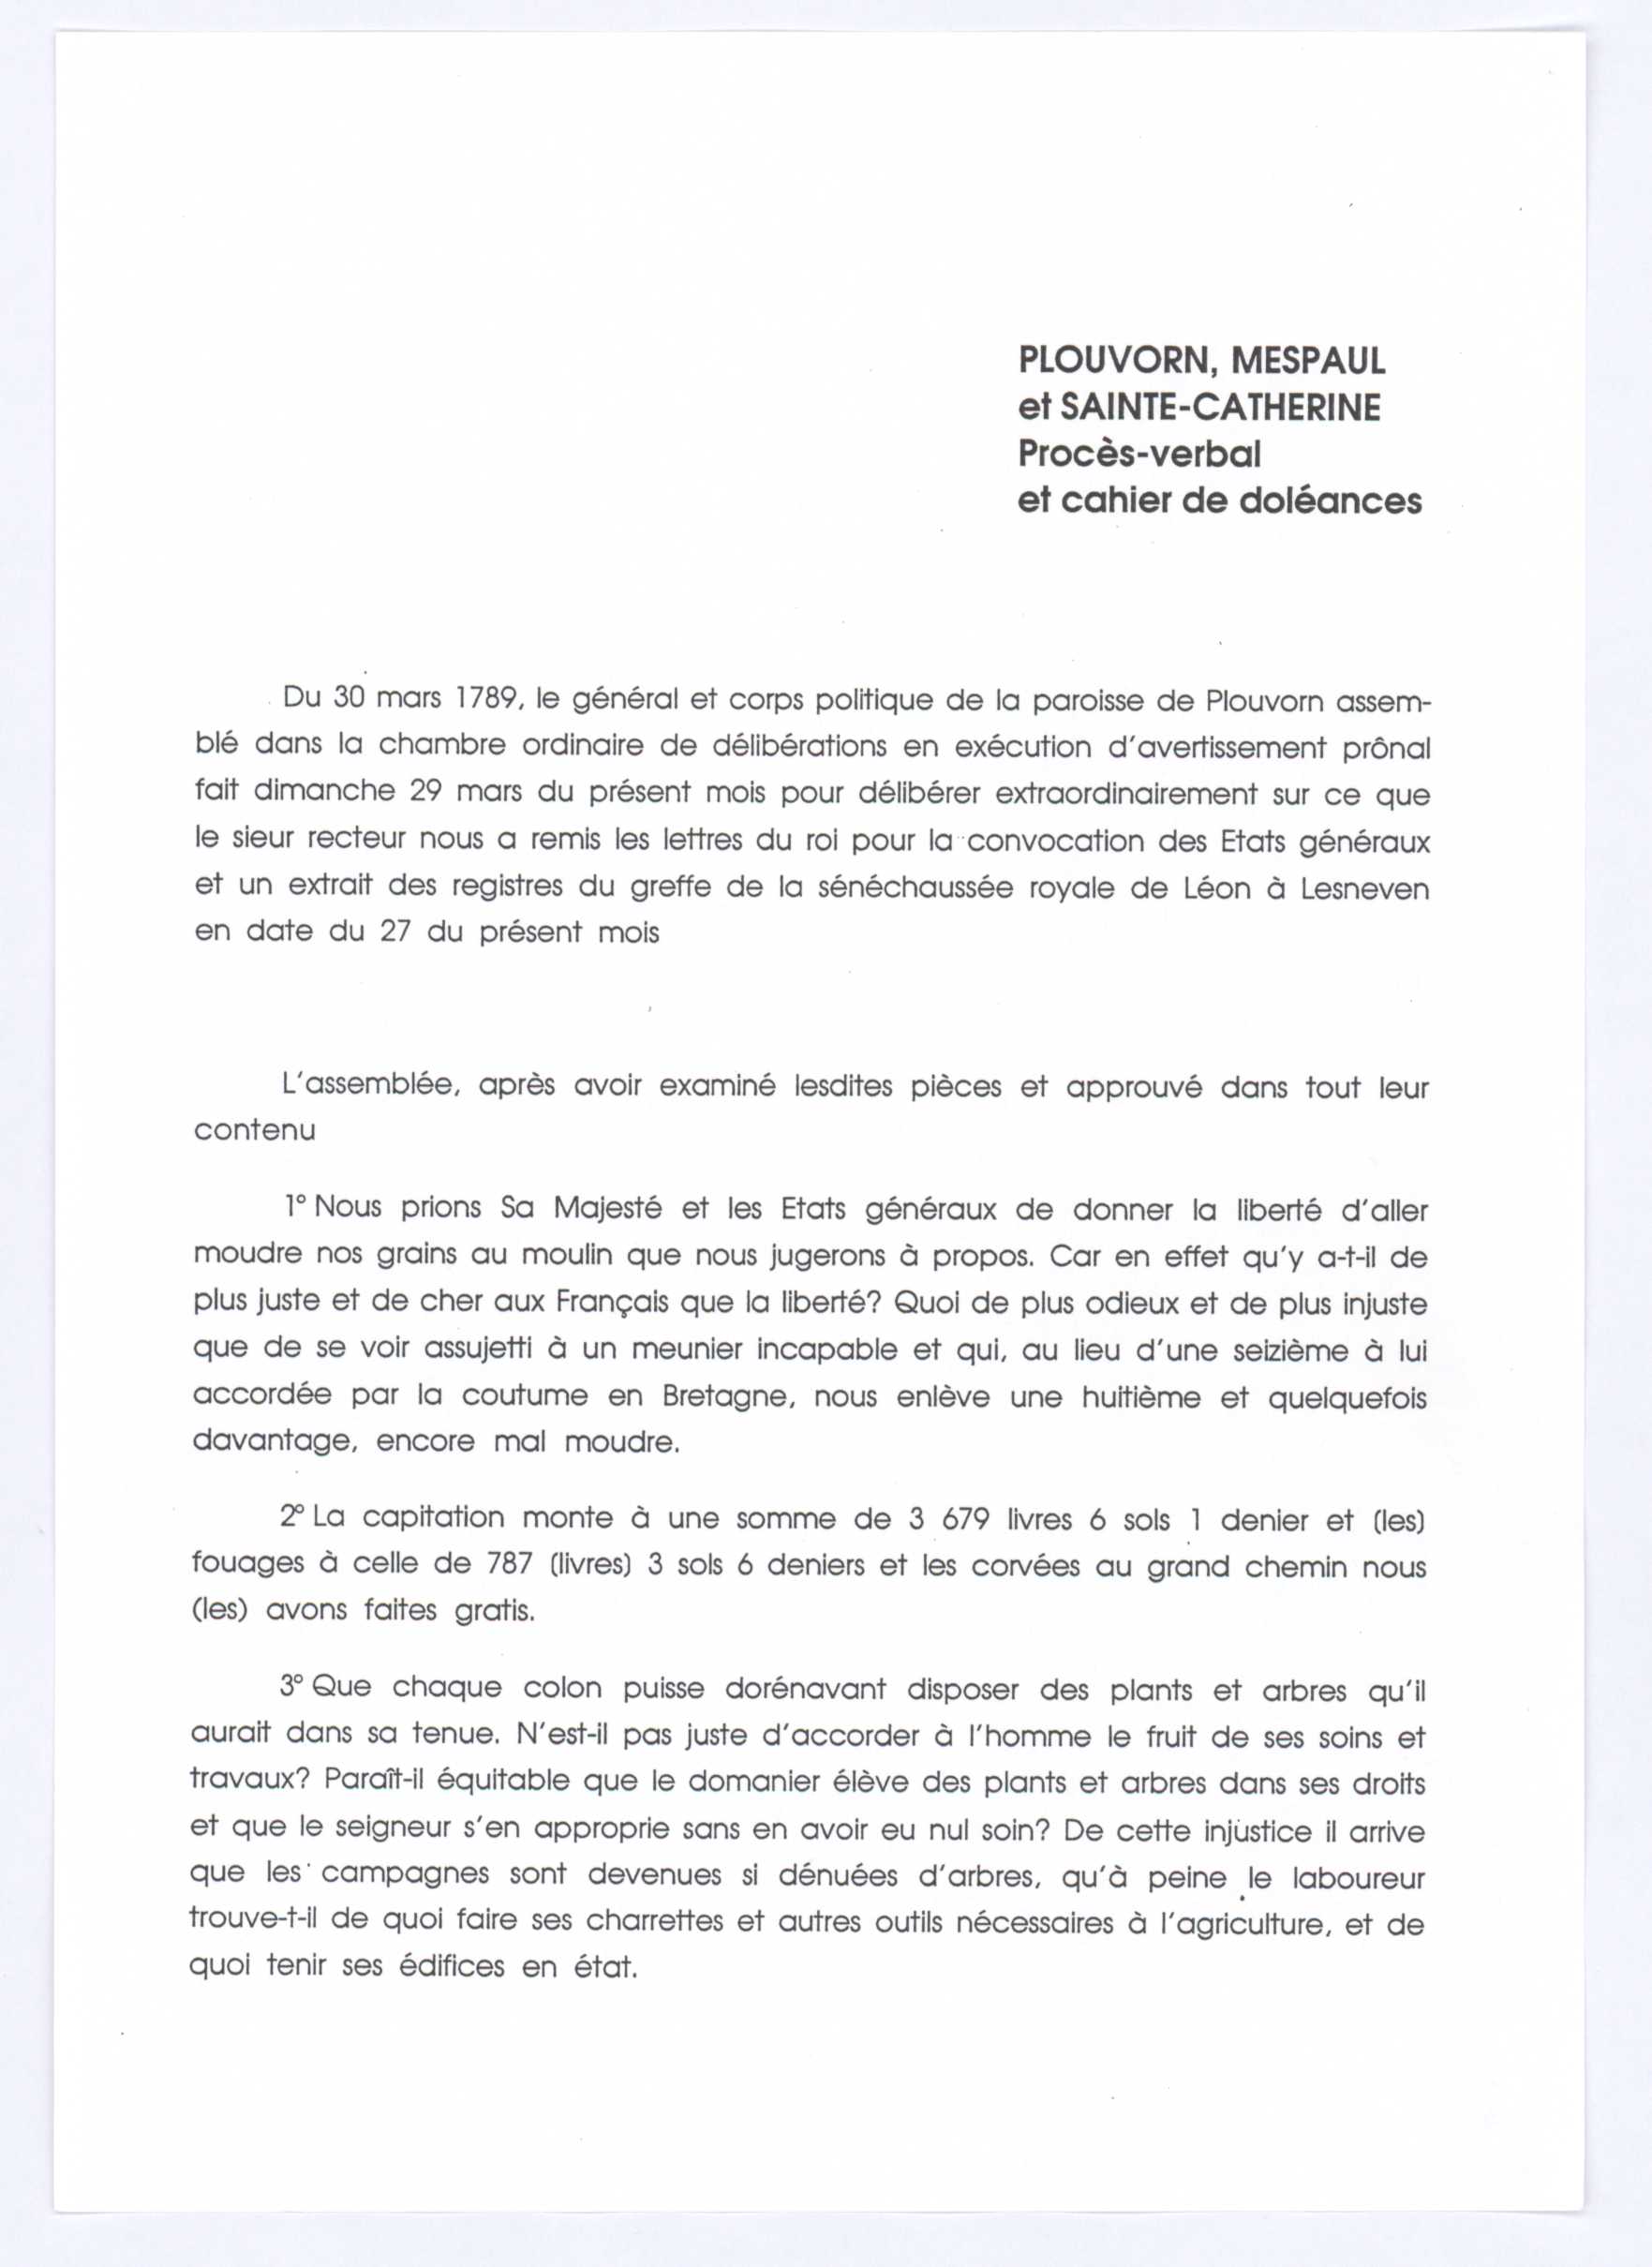 PLOUVORN, MESPAUL
et SAINTE-CATHERINE
Procès-verbal
et cahier de doléances
Du 30 mars 1789, le général et corps politique de la paroisse de Plouvorn assem-
blé dans la chambre ordinaire de délibérations en exécution d'avertissement prônal
fait dimanche 29 mars du présent mois pour délibérer extraordinairement sur ce que
le sieur recteur nous a remis les lettres du roi pour la convocation des Etats généraux
et un extrait des registres du greffe de la sénéchaussée royale de Léon à Lesneven
en date du 27 du présent mois
L'assemblée, après avoir examiné lesdites pièces et approuvé dans tout leur
contenu
1° Nous prions Sa Majesté et les Etats généraux de donner la liberté d'aller
moudre nos grains au moulin que nous jugerons à propos. Car en effet qu'y a-t-il de
plus juste et de cher aux Français que la liberté? Quoi de plus odieux et de plus injuste
que de se voir assujetti à un meunier incapable et qui, au lieu d'une seizième à lui
accordée par la coutume en Bretagne, nous enlève une huitième et quelquefois
davantage, encore mal moudre.
2° La capitation monte à une somme de 3 679 livres 6 sols 1 denier et (les)
fouages à celle de 787 (livres) 3 sols 6 deniers et les corvées au grand chemin nous
(les) avons faites gratis.
3° Que chaque colon puisse dorénavant disposer des plants et arbres qu'il
aurait dans sa tenue. N'est-il pas juste d'accorder à l'homme le fruit de ses soins et
travaux? Paraît-il équitable que le domanier élève des plants et arbres dans ses droits
et que le seigneur s'en approprie sans en avoir eu nul soin? De cette injustice il arrive
que les campagnes sont devenues si dénuées d'arbres, qu'à peine le laboureur
trouve-t-il de quoi faire ses charrettes et autres outils nécessaires à l'agriculture, et de
quoi tenir ses édifices en état.